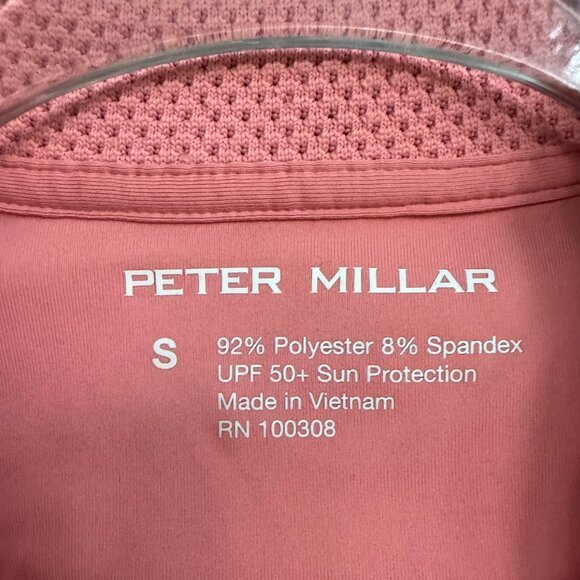 PETER MILLAR
S
92% Polyester 8% Spandex
UPF 50+ Sun Protection
Made in Vietnam
RN 100308